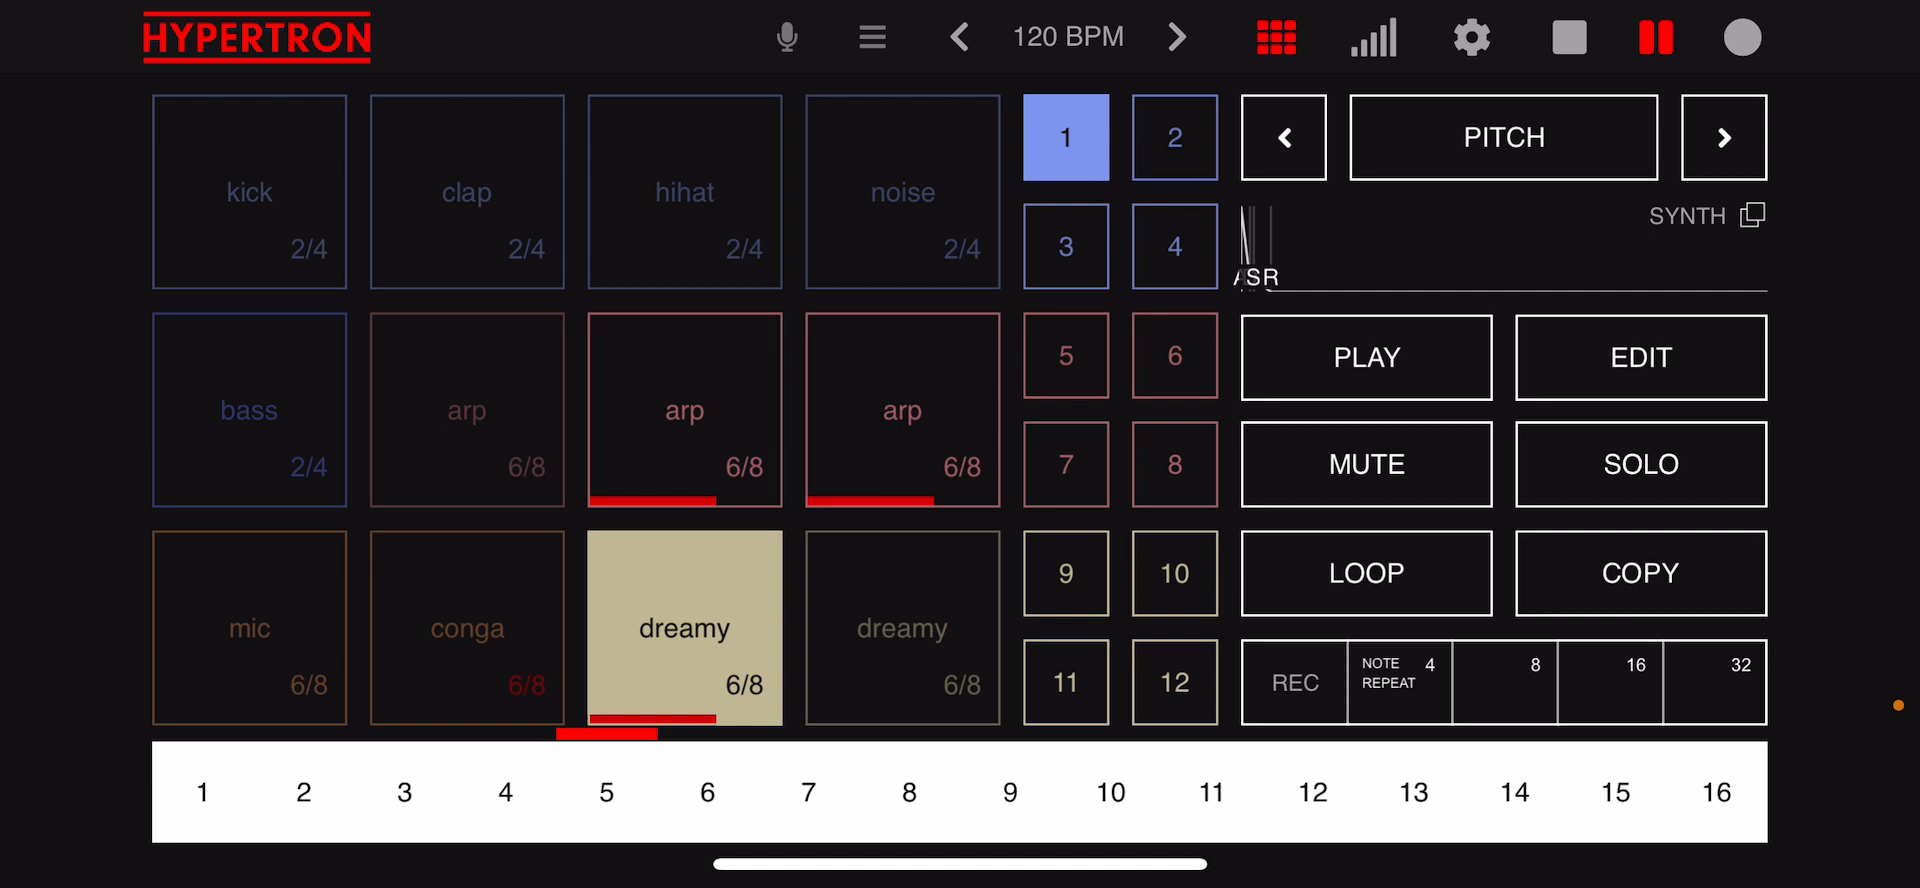 HYPERTRON
120 BPM
kick
2/4
clap
2/4
hihat
2/4
noise
2/4
1
2
3
4
PITCH
SYNTH
ASR
bass
2/4
arp
6/8
arp
6/8
arp
6/8
5
6
7
8
PLAY
EDIT
MUTE
SOLO
mic
6/8
conga
6/8
dreamy
6/8
dreamy
6/8
9
10
11
12
LOOP
COPY
REC
NOTE REPEAT 4
8
16
32
1 2 3 4 5 6 7 8 9 10 11 12 13 14 15 16